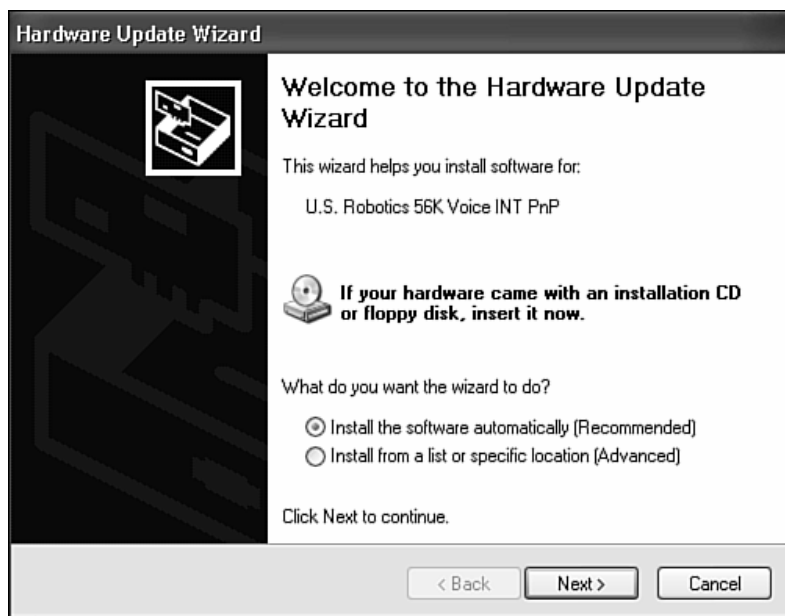 Hardware Update Wizard
Welcome to the Hardware Update
Wizard
This wizard helps you install software for:
U.S. Robotics 56K Voice INT PnP
If your hardware came with an installation CD
or floppy disk, insert it now.
What do you want the wizard to do?
Install the software automatically (Recommended)
Install from a list or specific location (Advanced)
Click Next to continue.
< Back
Next >
Cancel